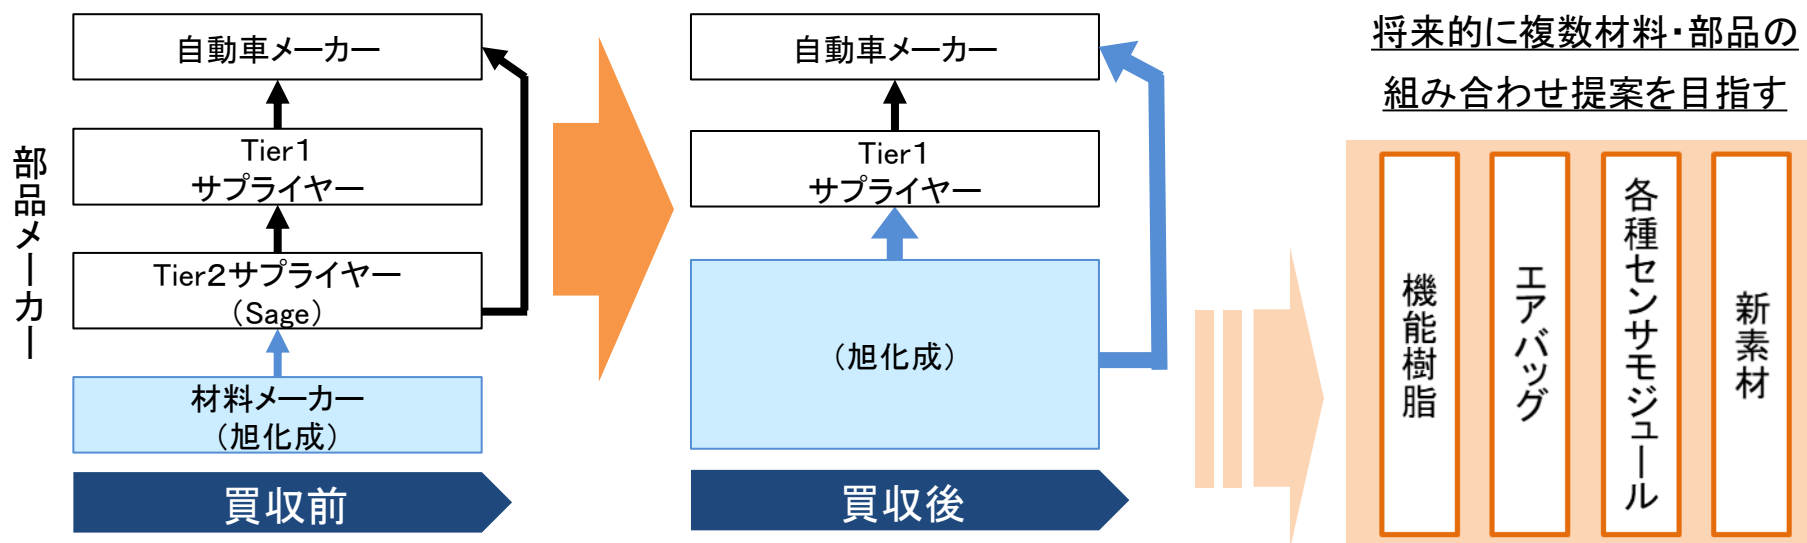 部品メーカー
自動車メーカー
Tier1
サプライヤー
Tier2サプライヤー
(Sage)
材料メーカー
(旭化成)
買収前
自動車メーカー
Tier1
サプライヤー
(旭化成)
買収後
将来的に複数材料・部品の
組み合わせ提案を目指す
機能樹脂
エアバッグ
各種センサモジュール
新素材